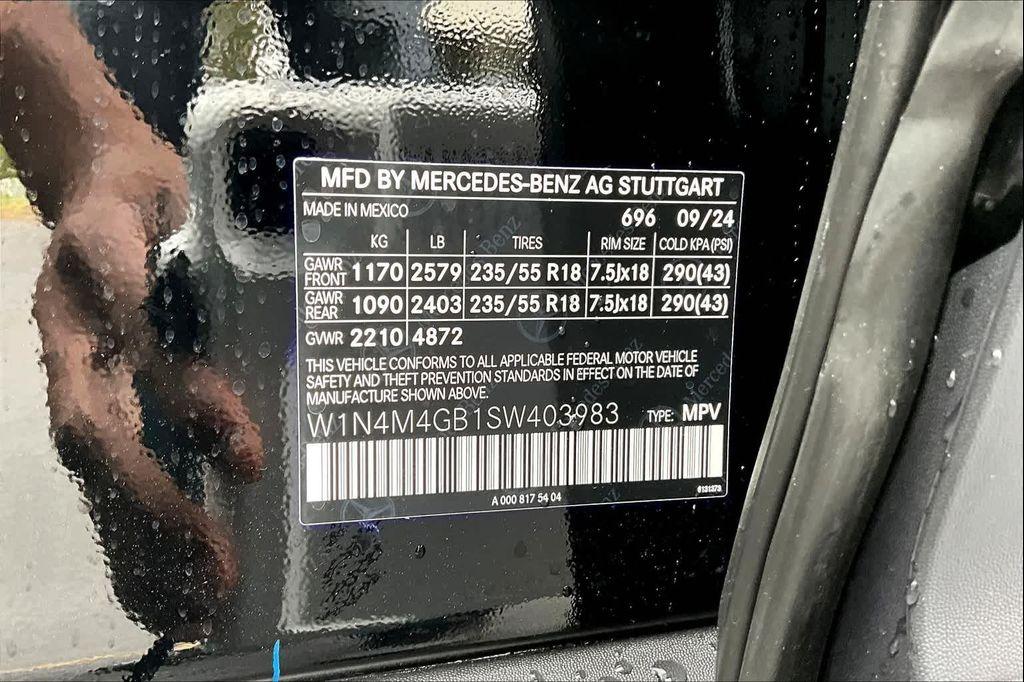 MFD BY MERCEDES-BENZ AG STUTTGART
MADE IN MEXICO 696 09/24
KG LB TIRES RIM SIZE COLD KPA(PSI)
GAWR FRONT 1170 2579 235/55 R18 7.5Jx18 290(43)
GAWR REAR 1090 2403 235/55 R18 7.5Jx18 290(43)
GVWR 2210 4872
THIS VEHICLE CONFORMS TO ALL APPLICABLE FEDERAL MOTOR VEHICLE
SAFETY AND THEFT PREVENTION STANDARDS IN EFFECT ON THE DATE OF
MANUFACTURE SHOWN ABOVE.
W1N4M4GB1SW403983 TYPE: MPV
A 000 817 54 04